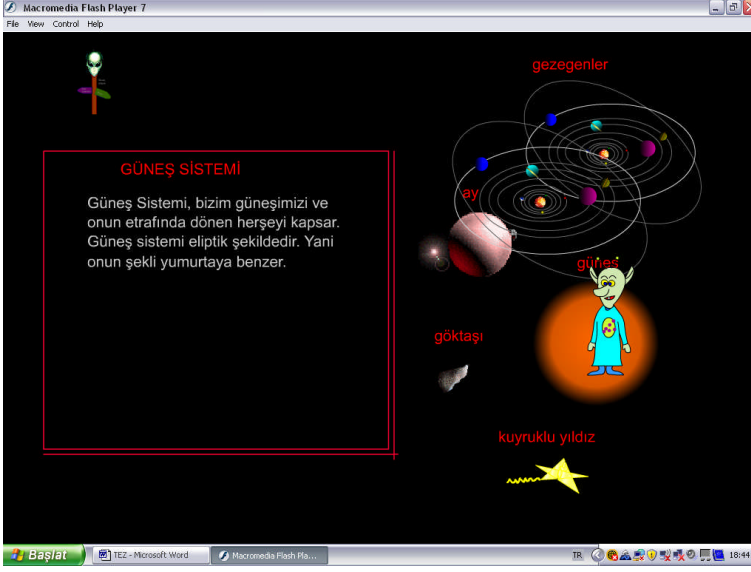 Macromedia Flash Player 7
File View Control Help
gezegenler
GÜNEŞ SİSTEMİ
Güneş Sistemi, bizim güneşimizi ve
onun etrafında dönen herşeyi kapsar.
Güneş sistemi eliptik şekildedir. Yani
onun şekli yumurtaya benzer.
ay
güneş
göktaşı
kuyruklu yıldız
Başlat
TEZ - Microsoft Word
Macromedia Flash Pla...
TR
18:44